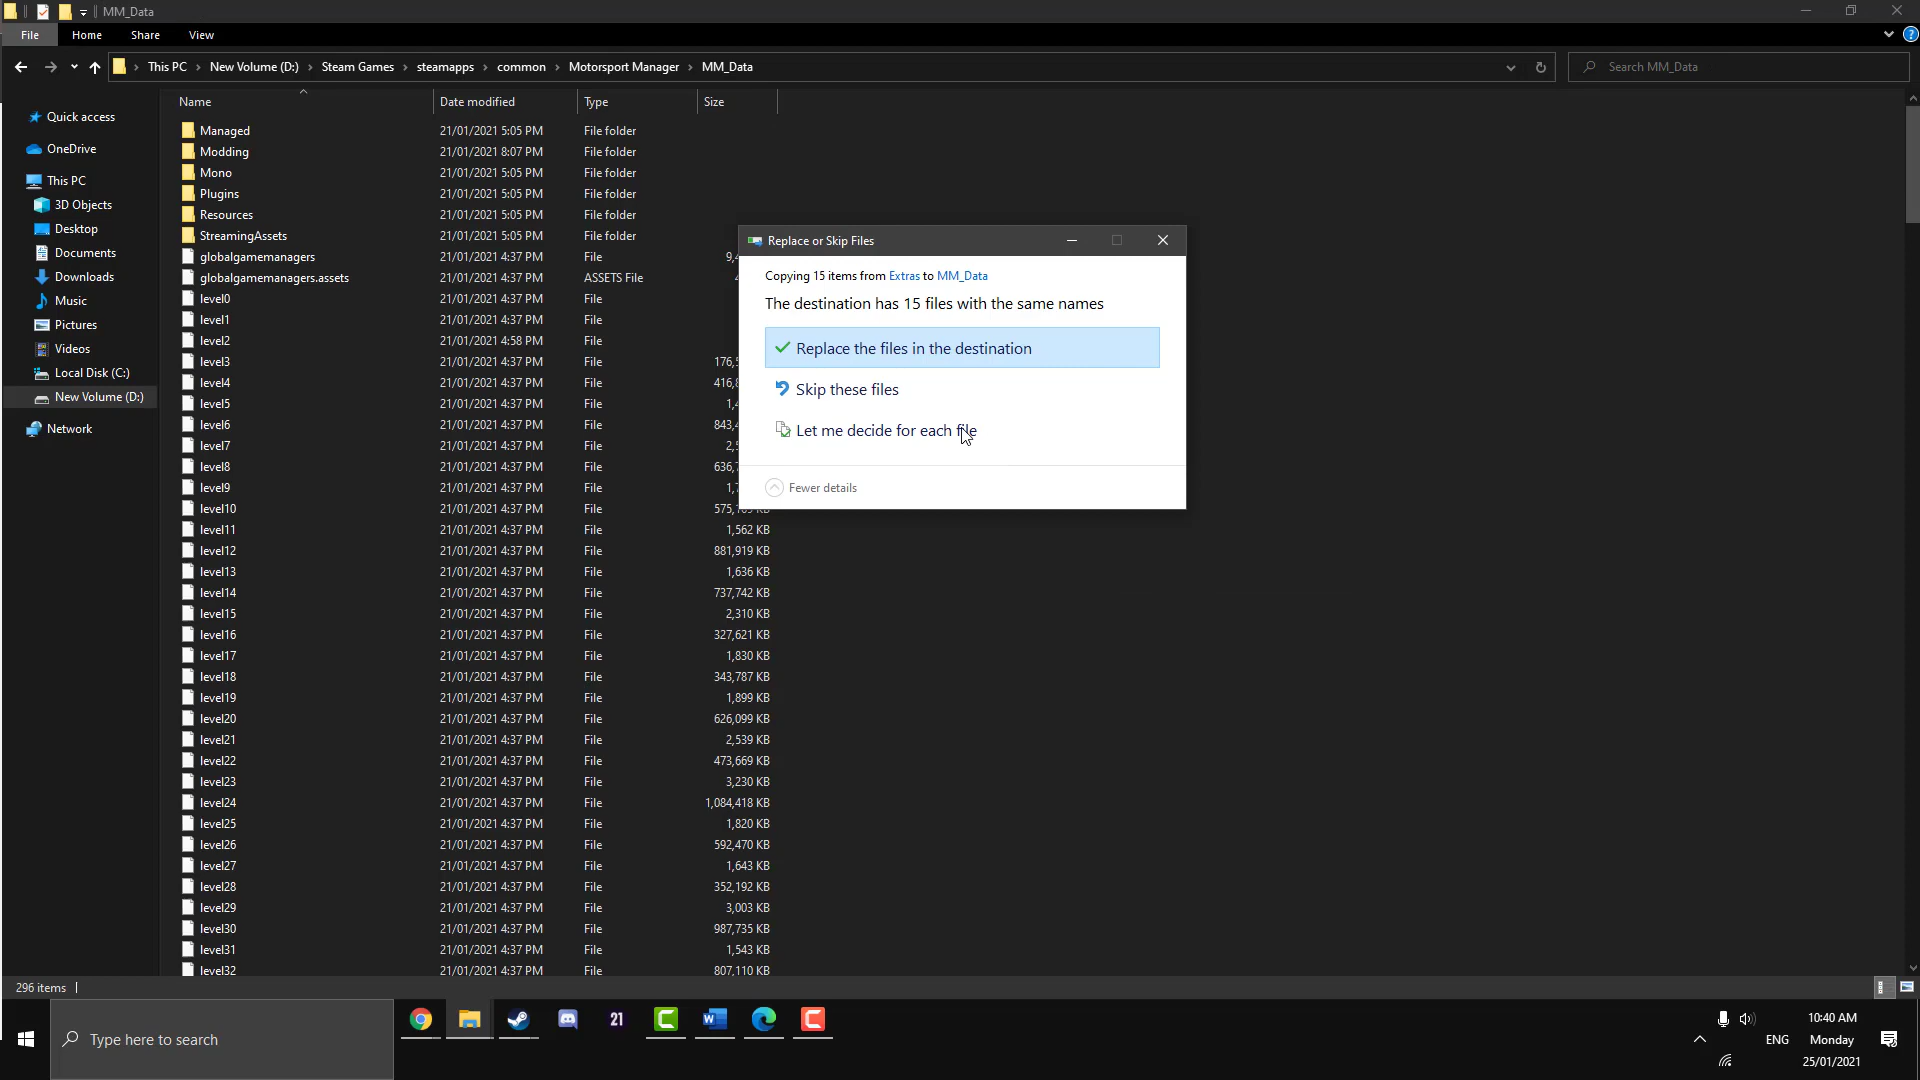 MM_Data
File Home Share View
This PC > New Volume (D:) > Steam Games > steamapps > common > Motorsport Manager > MM_Data
Search MM_Data
Quick access
OneDrive
This PC
3D Objects
Desktop
Documents
Downloads
Music
Pictures
Videos
Local Disk (C:)
New Volume (D:)
Network
Name Date modified Type Size
Managed 21/01/2021 5:05 PM File folder
Modding 21/01/2021 8:07 PM File folder
Mono 21/01/2021 5:05 PM File folder
Plugins 21/01/2021 5:05 PM File folder
Resources 21/01/2021 5:05 PM File folder
StreamingAssets 21/01/2021 5:05 PM File folder
globalgamemanagers 21/01/2021 4:37 PM File
globalgamemanagers.assets 21/01/2021 4:37 PM ASSETS File
level0 21/01/2021 4:37 PM File
level1 21/01/2021 4:37 PM File
level2 21/01/2021 4:58 PM File
level3 21/01/2021 4:37 PM File
level4 21/01/2021 4:37 PM File
level5 21/01/2021 4:37 PM File
level6 21/01/2021 4:37 PM File
level7 21/01/2021 4:37 PM File
level8 21/01/2021 4:37 PM File
level9 21/01/2021 4:37 PM File
level10 21/01/2021 4:37 PM File
level11 21/01/2021 4:37 PM File 1,562 KB
level12 21/01/2021 4:37 PM File 881,919 KB
level13 21/01/2021 4:37 PM File 1,636 KB
level14 21/01/2021 4:37 PM File 737,742 KB
level15 21/01/2021 4:37 PM File 2,310 KB
level16 21/01/2021 4:37 PM File 327,621 KB
level17 21/01/2021 4:37 PM File 1,830 KB
level18 21/01/2021 4:37 PM File 343,787 KB
level19 21/01/2021 4:37 PM File 1,899 KB
level20 21/01/2021 4:37 PM File 626,099 KB
level21 21/01/2021 4:37 PM File 2,539 KB
level22 21/01/2021 4:37 PM File 473,669 KB
level23 21/01/2021 4:37 PM File 3,230 KB
level24 21/01/2021 4:37 PM File 1,084,418 KB
level25 21/01/2021 4:37 PM File 1,820 KB
level26 21/01/2021 4:37 PM File 592,470 KB
level27 21/01/2021 4:37 PM File 1,643 KB
level28 21/01/2021 4:37 PM File 352,192 KB
level29 21/01/2021 4:37 PM File 3,003 KB
level30 21/01/2021 4:37 PM File 987,735 KB
level31 21/01/2021 4:37 PM File 1,543 KB
level32 21/01/2021 4:37 PM File 807,110 KB
Replace or Skip Files
Copying 15 items from Extras to MM_Data
The destination has 15 files with the same names
Replace the files in the destination
Skip these files
Let me decide for each file
Fewer details
296 items
Type here to search
21
ENG
10:40 AM
Monday
25/01/2021